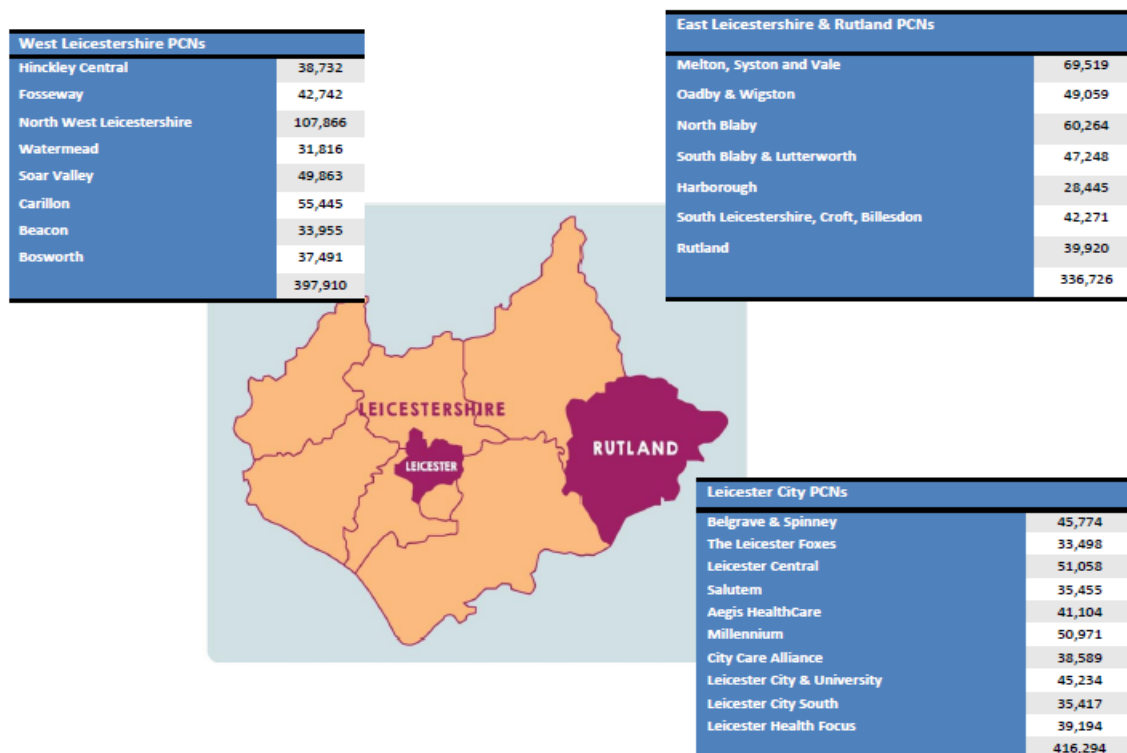 West Leicestershire PCNs
Hinckley Central 38,732
Fosseway 42,742
North West Leicestershire 107,866
Watermead 31,816
Soar Valley 49,863
Carillon 55,445
Beacon 33,955
Bosworth 37,491
397,910
East Leicestershire & Rutland PCNs
Melton, Syston and Vale 69,519
Oadby & Wigston 49,059
North Blaby 60,264
South Blaby & Lutterworth 47,248
Harborough 28,445
South Leicestershire, Croft, Billesdon 42,271
Rutland 39,920
336,726
LEICESTERSHIRE
LEICESTER
RUTLAND
Leicester City PCNs
Belgrave & Spinney 45,774
The Leicester Foxes 33,498
Leicester Central 51,058
Salutem 35,455
Aegis HealthCare 41,104
Millennium 50,971
City Care Alliance 38,589
Leicester City & University 45,234
Leicester City South 35,417
Leicester Health Focus 39,194
416,294